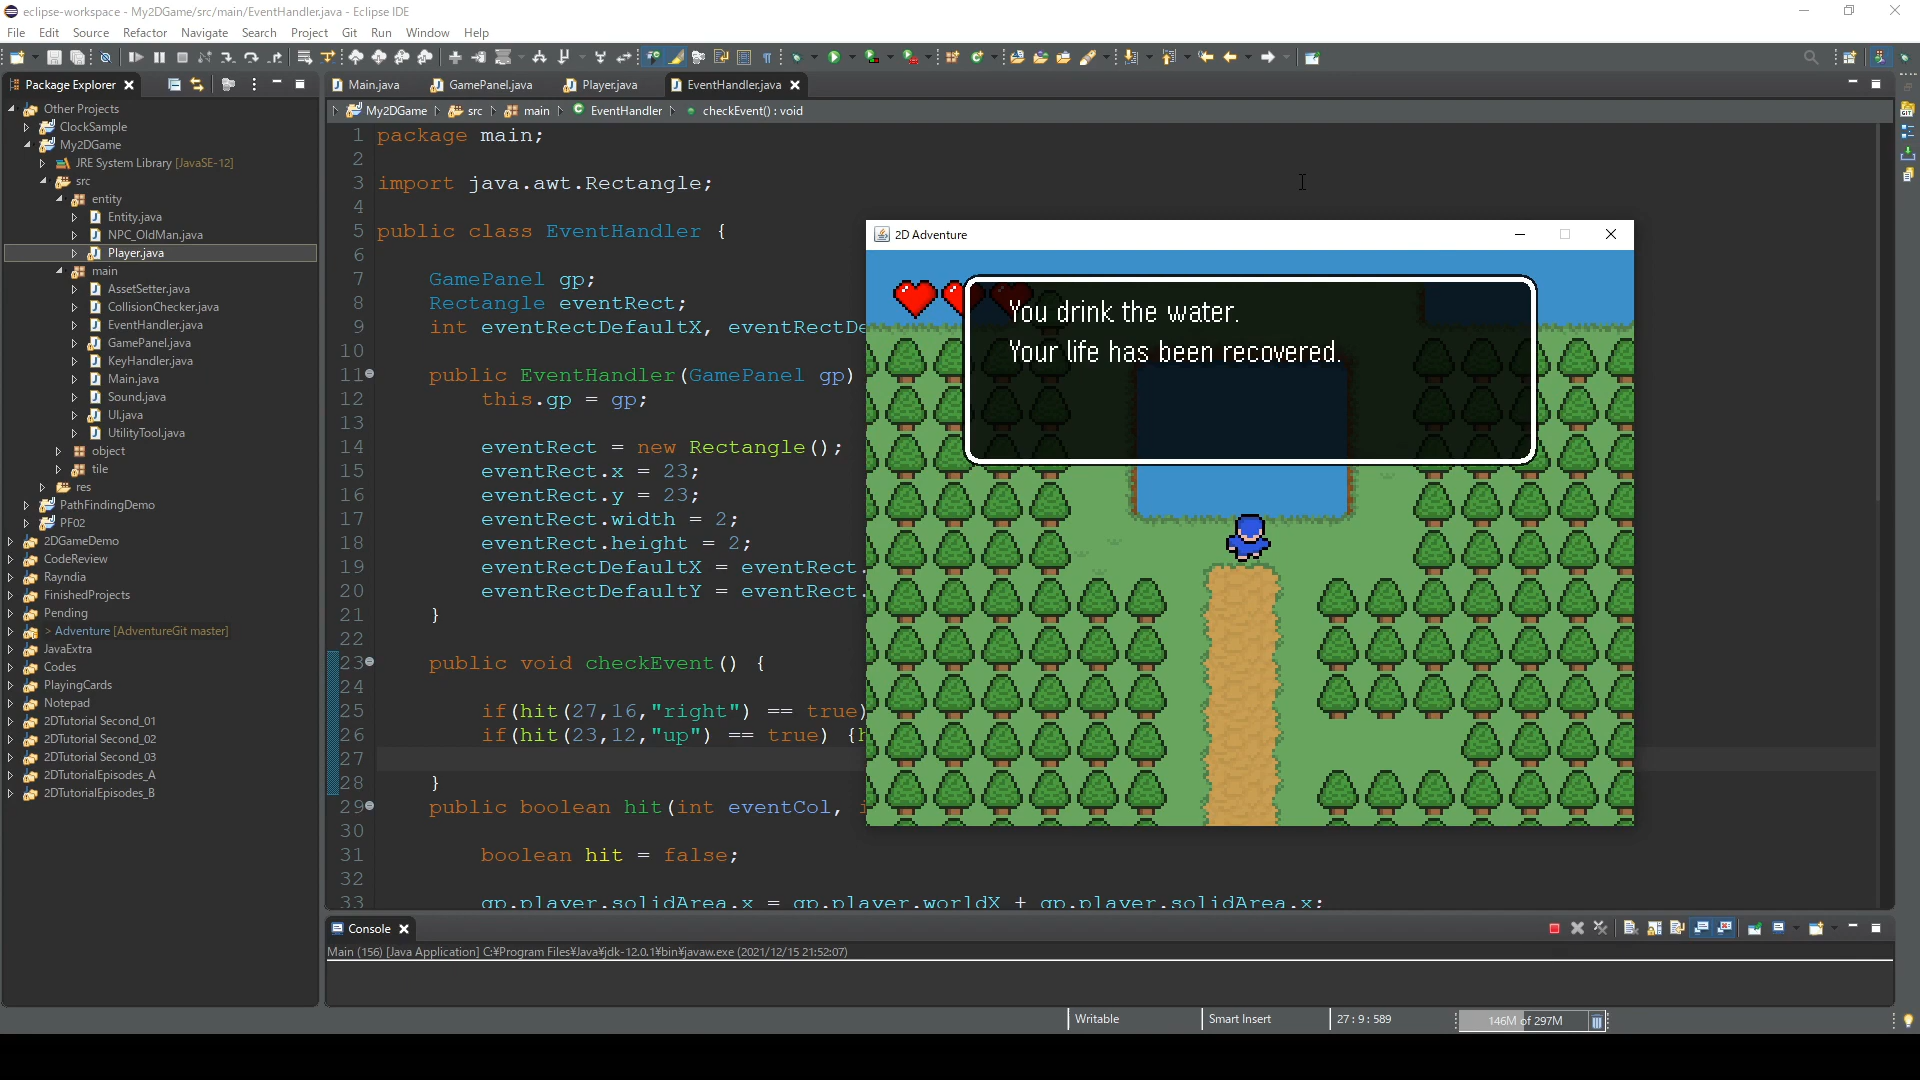 eclipse-workspace - My2DGame/src/main/EventHandler.java - Eclipse IDE
File Edit Source Refactor Navigate Search Project Git Run Window Help
Package Explorer
Main.java GamePanel.java Player.java EventHandler.java
My2DGame src main EventHandler checkEvent() : void
Other Projects
ClockSample
My2DGame
JRE System Library [JavaSE-12]
src
entity
Entity.java
NPC_OldMan.java
Player.java
main
AssetSetter.java
CollisionChecker.java
EventHandler.java
GamePanel.java
KeyHandler.java
Main.java
Sound.java
UI.java
UtilityTool.java
object
tile
res
PathFindingDemo
PF02
2DGameDemo
CodeReview
Rayndia
FinishedProjects
Pending
> Adventure [AdventureGit master]
JavaExtra
Codes
PlayingCards
Notepad
2DTutorial Second_01
2DTutorial Second_02
2DTutorial Second_03
2DTutorialEpisodes_A
2DTutorialEpisodes_B
1 package main;
2
3 import java.awt.Rectangle;
4
5 public class EventHandler {
6
7 GamePanel gp;
8 Rectangle eventRect;
9 int eventRectDefaultX, eventRectDe
10
11 public EventHandler(GamePanel gp)
12 this.gp = gp;
13
14 eventRect = new Rectangle();
15 eventRect.x = 23;
16 eventRect.y = 23;
17 eventRect.width = 2;
18 eventRect.height = 2;
19 eventRectDefaultX = eventRect.
20 eventRectDefaultY = eventRect.
21 }
22
23 public void checkEvent() {
24
25 if(hit(27,16,"right") == true)
26 if(hit(23,12,"up") == true) {h
27
28 }
29 public boolean hit(int eventCol, i
30
31 boolean hit = false;
32
33 gp.player.solidArea.x = gp.player.worldX + gp.player.solidArea.x;
2D Adventure
You drink the water.
Your life has been recovered.
Console
Main (156) [Java Application] C:¥Program Files¥Java¥jdk-12.0.1¥bin¥javaw.exe (2021/12/15 21:52:07)
Writable Smart Insert 27 : 9 : 589 146M of 297M